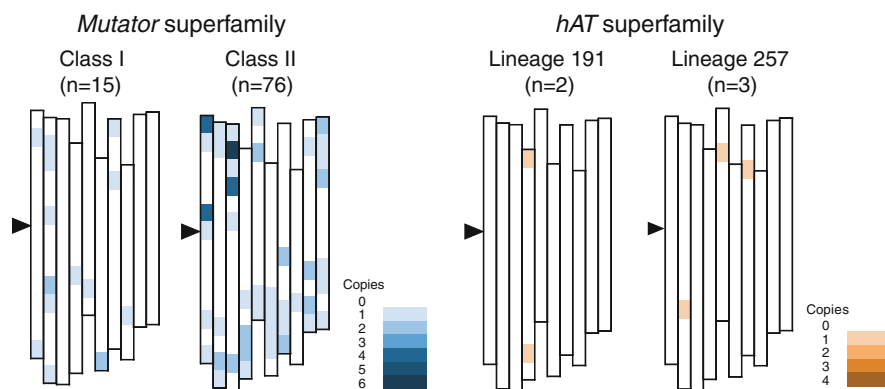 Mutator superfamily
hAT superfamily
Class I
(n=15)
Class II
(n=76)
Lineage 191
(n=2)
Lineage 257
(n=3)
Copies
0
1
2
3
4
5
6
Copies
0
1
2
3
4